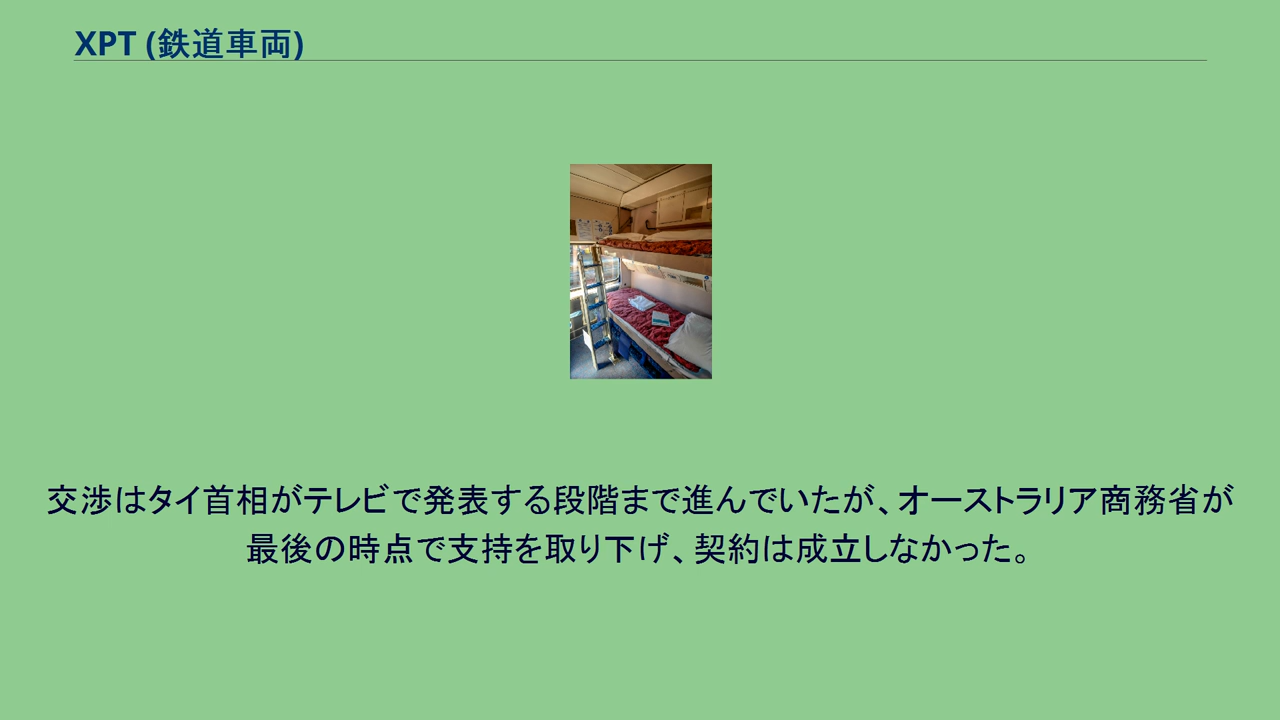 XPT (鉄道車両)
交渉はタイ首相がテレビで発表する段階まで進んでいたが、オーストラリア商務省が
最後の時点で支持を取り下げ、契約は成立しなかった。